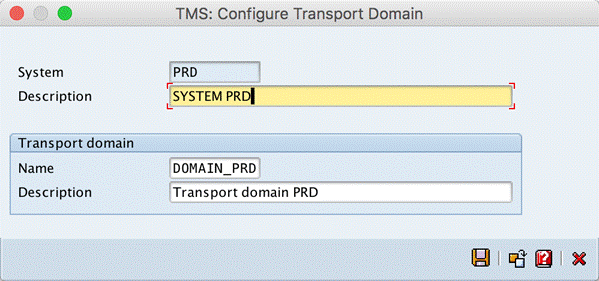 TMS: Configure Transport Domain
System PRD
Description SYSTEM PRD
Transport domain
Name DOMAIN_PRD
Description Transport domain PRD